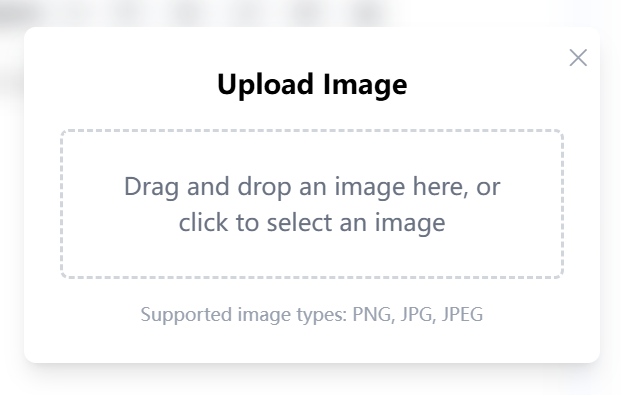 Upload Image
Drag and drop an image here, or
click to select an image
Supported image types: PNG, JPG, JPEG